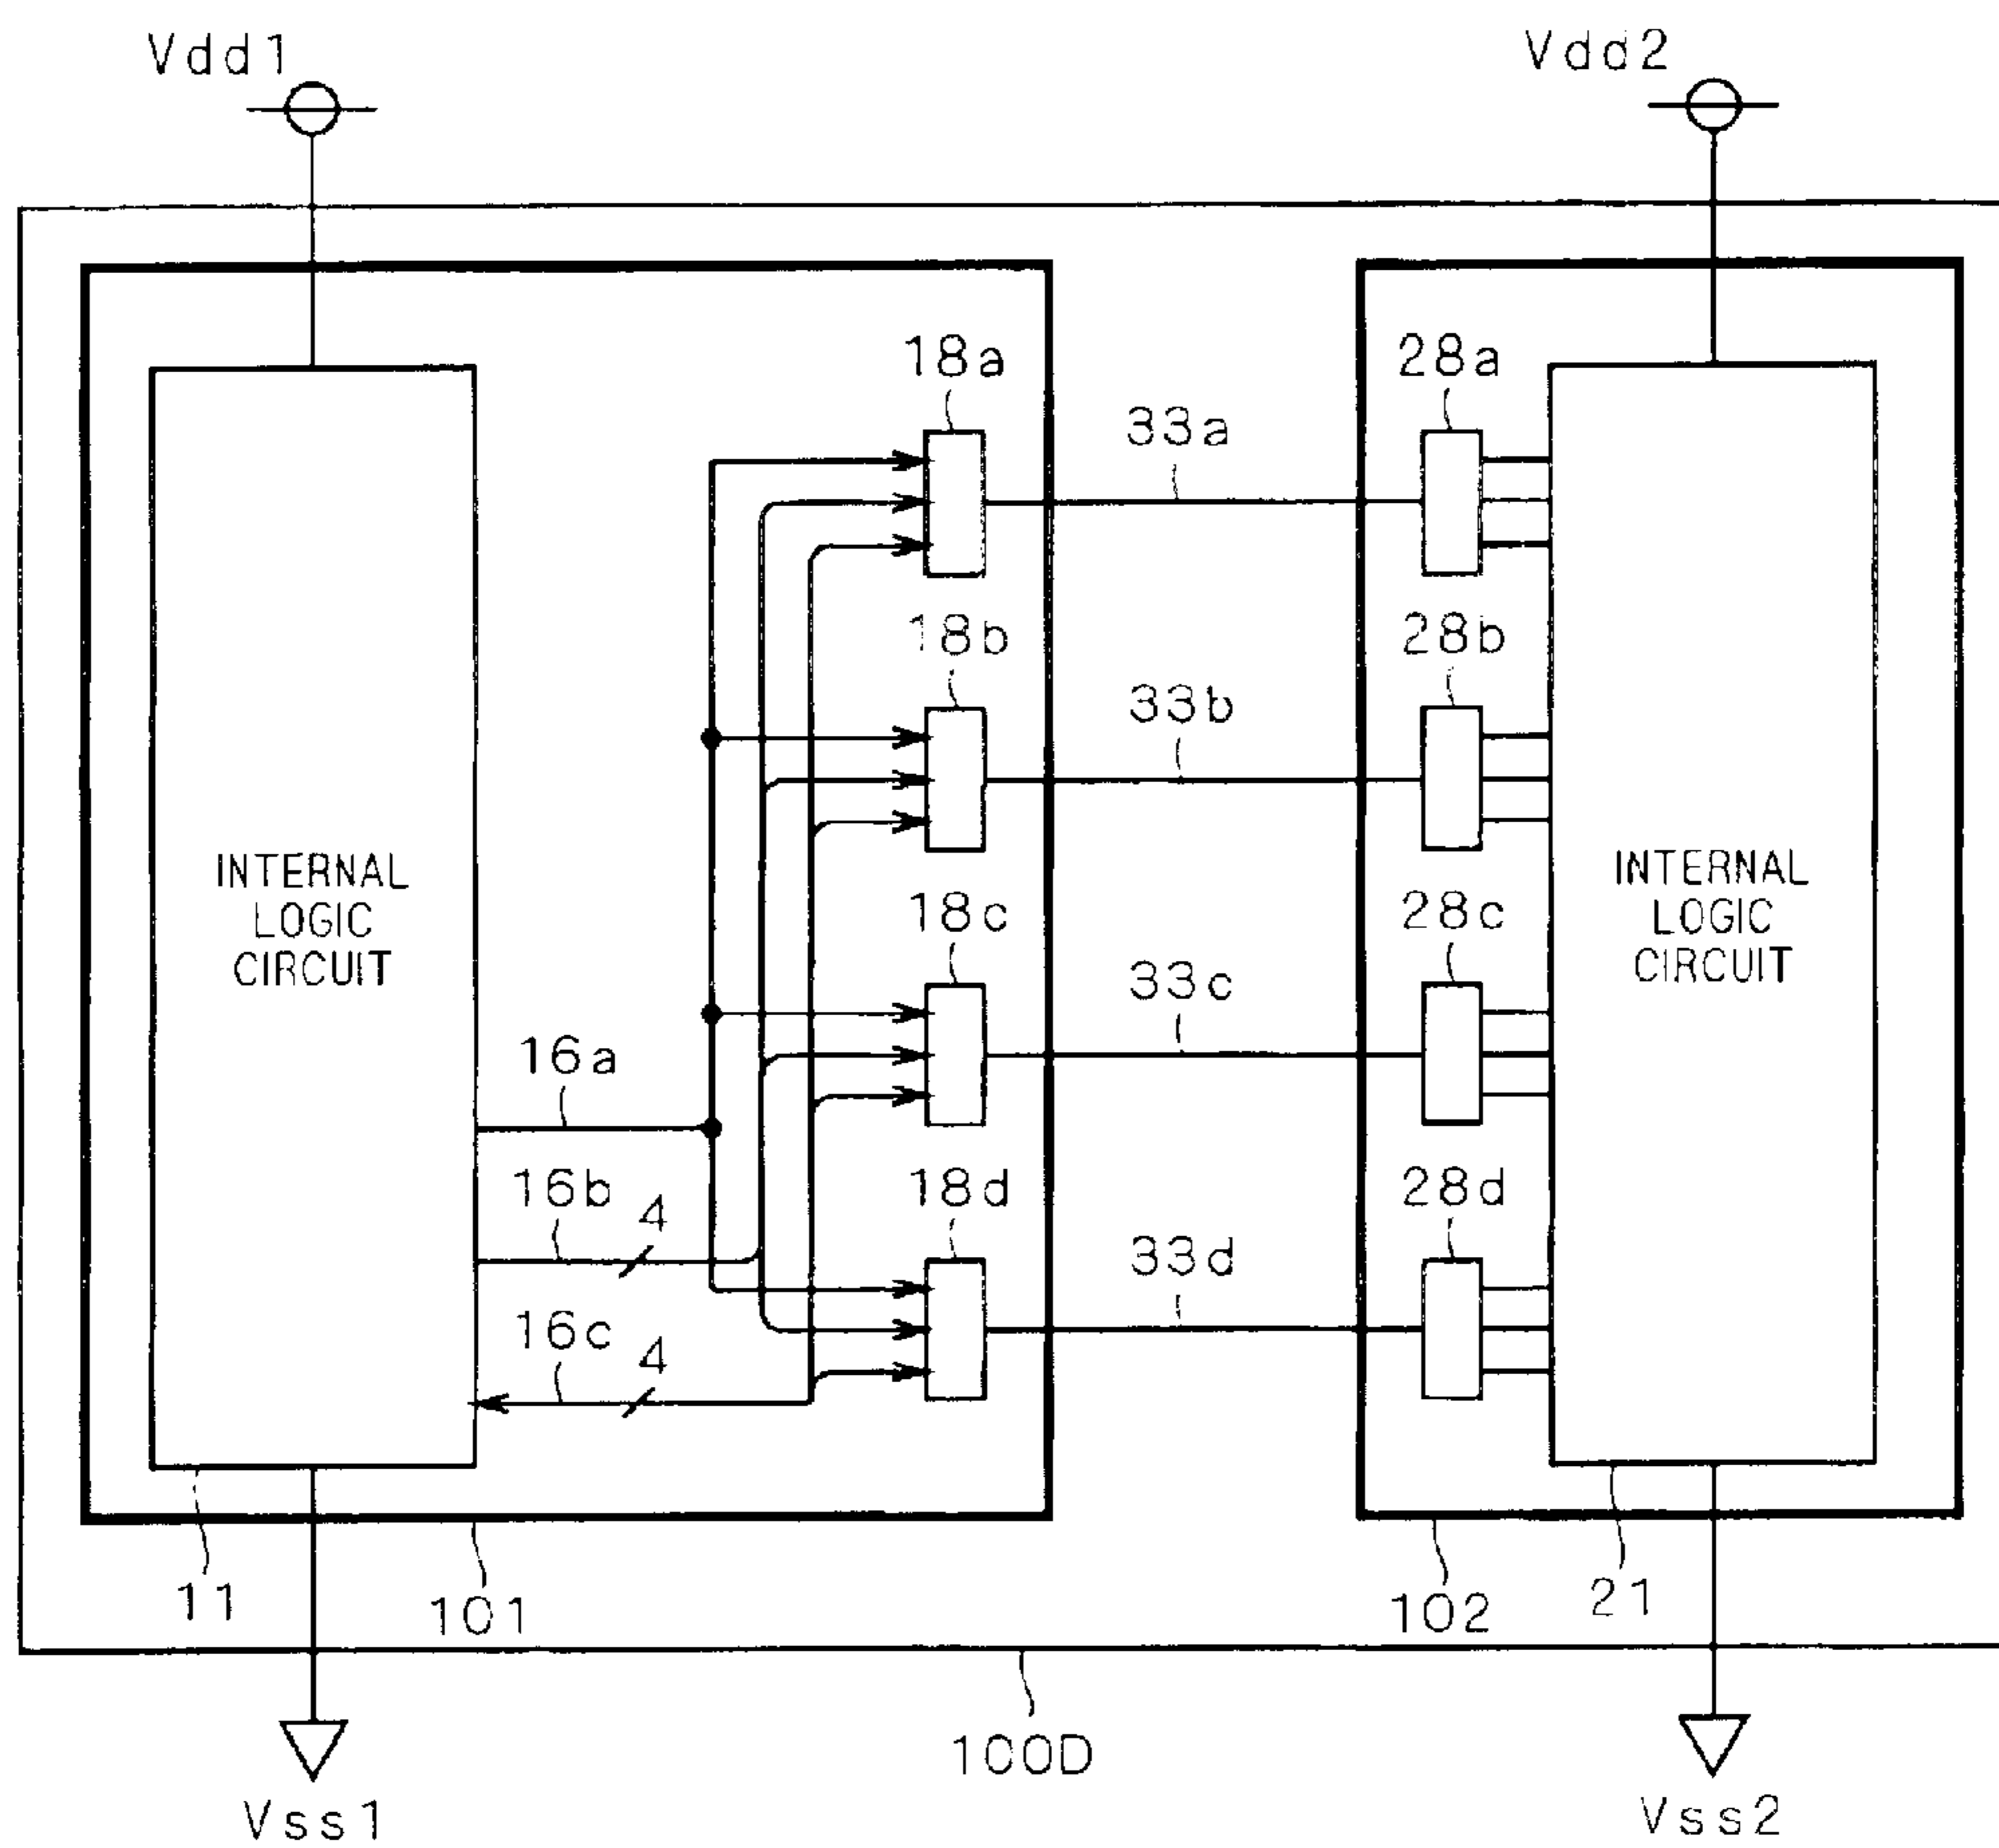 Vdd1
Vdd2
18a
28a
33a
18b
28b
33b
INTERNAL
LOGIC
CIRCUIT
INTERNAL
LOGIC
CIRCUIT
18c
28c
33c
16a
16b
4
18d
28d
33d
16c
4
11
101
102
21
100D
Vss1
Vss2